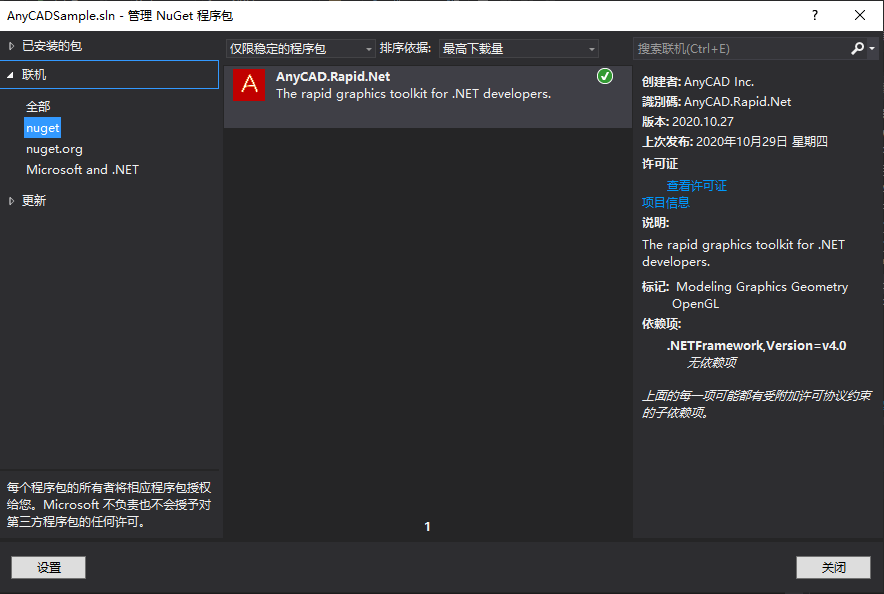 AnyCADSample.sln - 管理 NuGet 程序包
?
已安装的包
联机
全部
nuget
nuget.org
Microsoft and .NET
更新
每个程序包的所有者将相应程序包授权
给您。Microsoft 不负责也不会授予对
第三方程序包的任何许可。
设置
仅限稳定的程序包
排序依据:
最高下载量
A
AnyCAD.Rapid.Net
The rapid graphics toolkit for .NET developers.
1
搜索联机(Ctrl+E)
创建者: AnyCAD Inc.
識別碼: AnyCAD.Rapid.Net
版本: 2020.10.27
上次发布: 2020年10月29日 星期四
许可证
查看许可证
项目信息
说明:
The rapid graphics toolkit for .NET
developers.
标记: Modeling Graphics Geometry
OpenGL
依赖项:
.NETFramework,Version=v4.0
无依赖项
上面的每一项可能都有受附加许可协议约束
的子依赖项。
关闭